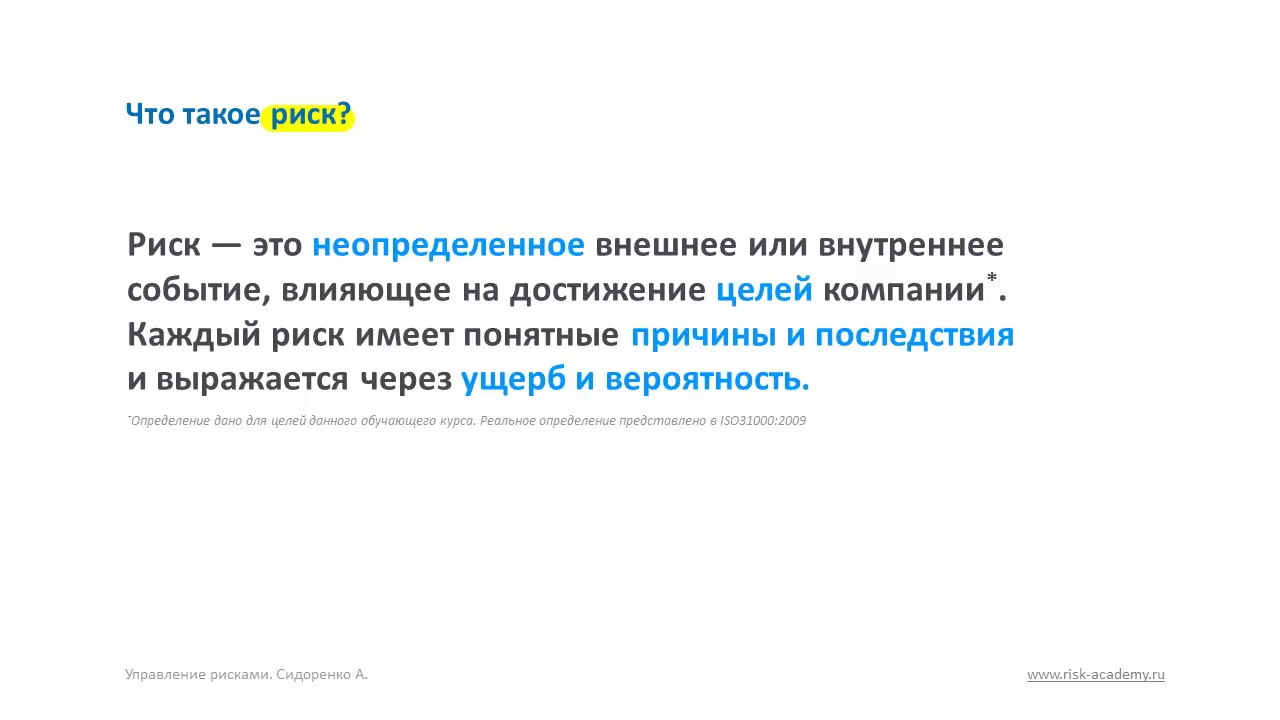 Что такое риск?
Риск — это неопределенное внешнее или внутреннее
событие, влияющее на достижение целей компании*.
Каждый риск имеет понятные причины и последствия
и выражается через ущерб и вероятность.
*Определение дано для целей данного обучающего курса. Реальное определение представлено в ISO31000:2009
Управление рисками. Сидоренко А.
www.risk-academy.ru